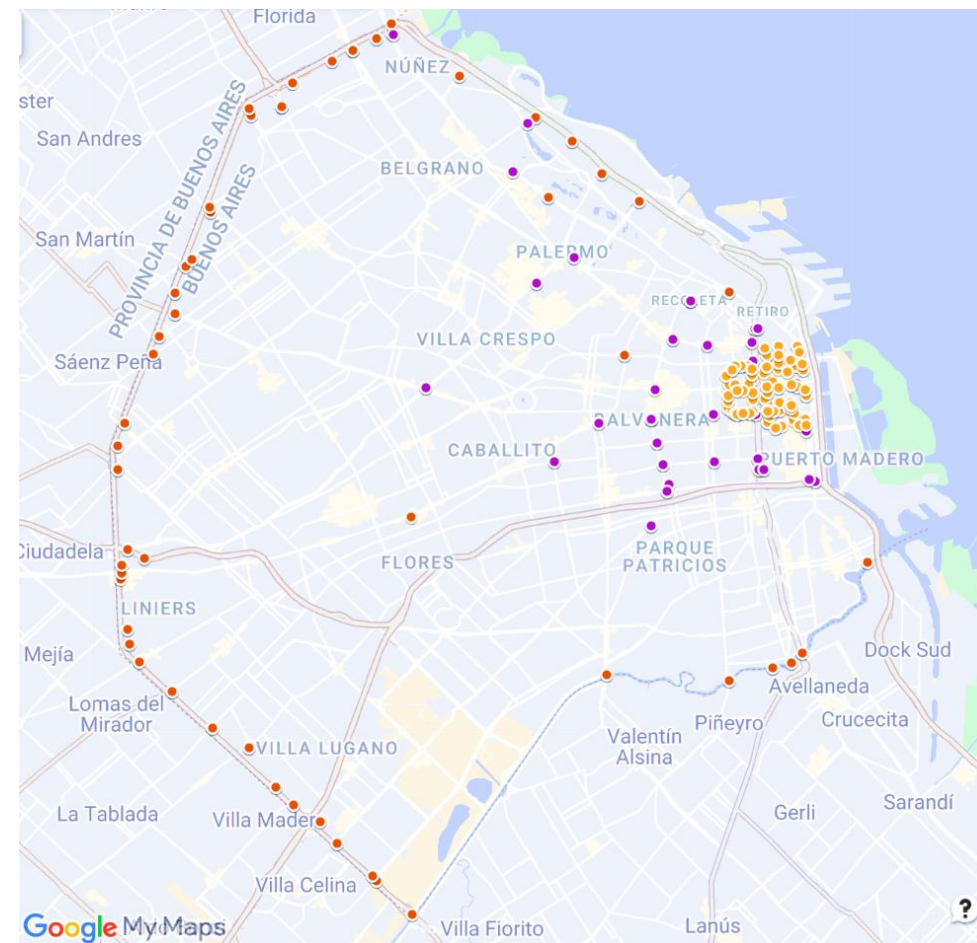 Florida
NÚÑEZ
ster
San Andres
PROVINCIA DE BUENOS AIRES
BUENOS AIRES
BELGRANO
San Martín
PALERMO
RECOLETA
RETIRO
VILLA CRESPO
Sáenz Peña
BALVANERA
CABALLITO
PUERTO MADERO
Ciudadela
FLORES
PARQUE
PATRICIOS
LINIERS
Mejía
Dock Sud
Lomas del
Mirador
Avellaneda
Piñeyro
Crucecita
VILLA LUGANO
Valentín
Alsina
La Tablada
Villa Mader
Gerli
Sarandí
Villa Celina
?
Google My Maps
Villa Fiorito
Lanús